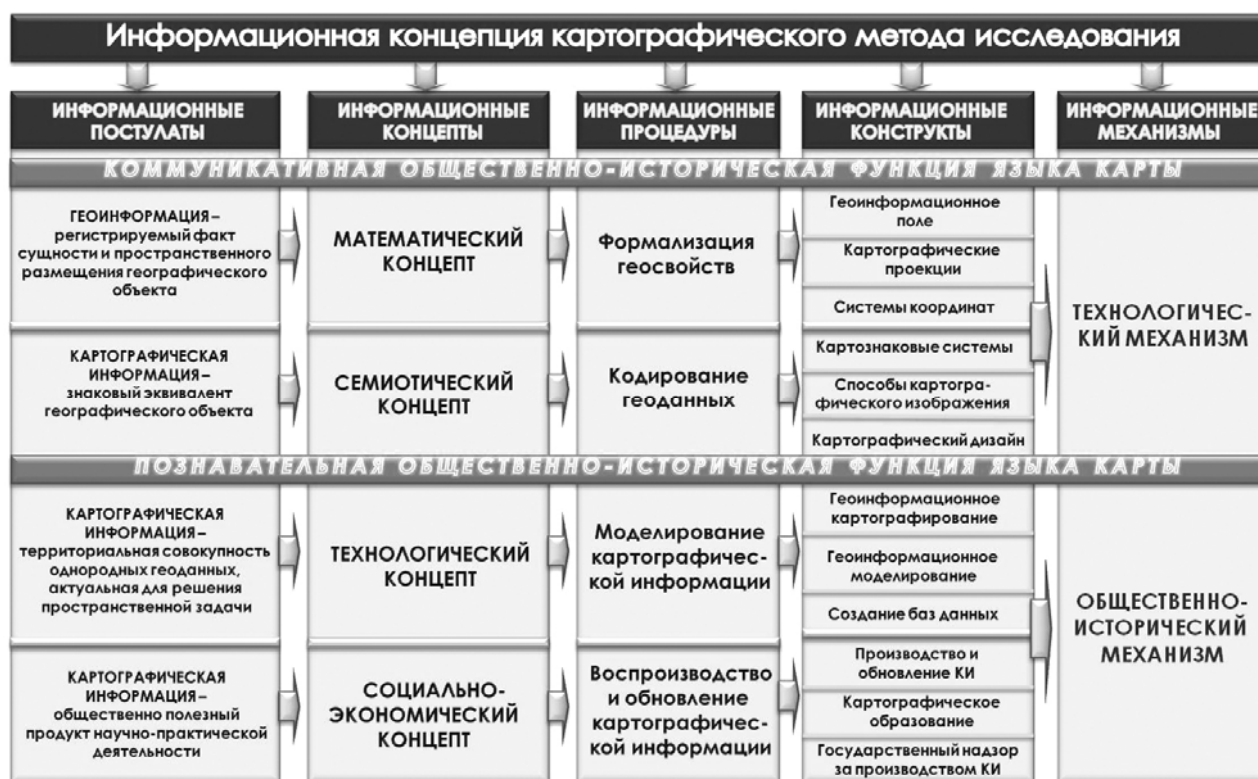 Информационная концепция картографического метода исследования
ИНФОРМАЦИОННЫЕ
ПОСТУЛАТЫ
ИНФОРМАЦИОННЫЕ
КОНЦЕПТЫ
ИНФОРМАЦИОННЫЕ
ПРОЦЕДУРЫ
ИНФОРМАЦИОННЫЕ
КОНСТРУКТЫ
ИНФОРМАЦИОННЫЕ
МЕХАНИЗМЫ
КОММУНИКАТИВНАЯ ОБЩЕСТВЕННО-ИСТОРИЧЕСКАЯ ФУНКЦИЯ ЯЗЫКА КАРТЫ
ГЕОИНФОРМАЦИЯ –
регистрируемый факт
сущности и пространственного
размещения географического
объекта
МАТЕМАТИЧЕСКИЙ
КОНЦЕПТ
Формализация
геосвойств
Геоинформационное
поле
Картографические
проекции
Системы координат
ТЕХНОЛОГИЧЕС-
КИЙ МЕХАНИЗМ
КАРТОГРАФИЧЕСКАЯ
ИНФОРМАЦИЯ –
знаковый эквивалент
географического объекта
СЕМИОТИЧЕСКИЙ
КОНЦЕПТ
Кодирование
геоданных
Картознаковые системы
Способы картогра-
фического изображения
Картографический дизайн
ПОЗНАВАТЕЛЬНАЯ ОБЩЕСТВЕННО-ИСТОРИЧЕСКАЯ ФУНКЦИЯ ЯЗЫКА КАРТЫ
КАРТОГРАФИЧЕСКАЯ
ИНФОРМАЦИЯ –
территориальная совокупность
однородных геоданных,
актуальная для решения
пространственной задачи
ТЕХНОЛОГИЧЕСКИЙ
КОНЦЕПТ
Моделирование
картографичес-
кой информации
Геоинформационное
картографирование
Геоинформационное
моделирование
Создание баз данных
ОБЩЕСТВЕННО-
ИСТОРИЧЕСКИЙ
МЕХАНИЗМ
КАРТОГРАФИЧЕСКАЯ
ИНФОРМАЦИЯ –
общественно полезный
продукт научно-практической
деятельности
СОЦИАЛЬНО-
ЭКОНОМИЧЕСКИЙ
КОНЦЕПТ
Воспроизводство
и обновление
картографичес-
кой информации
Производство и
обновление КИ
Картографическое
образование
Государственный надзор
за производством КИ